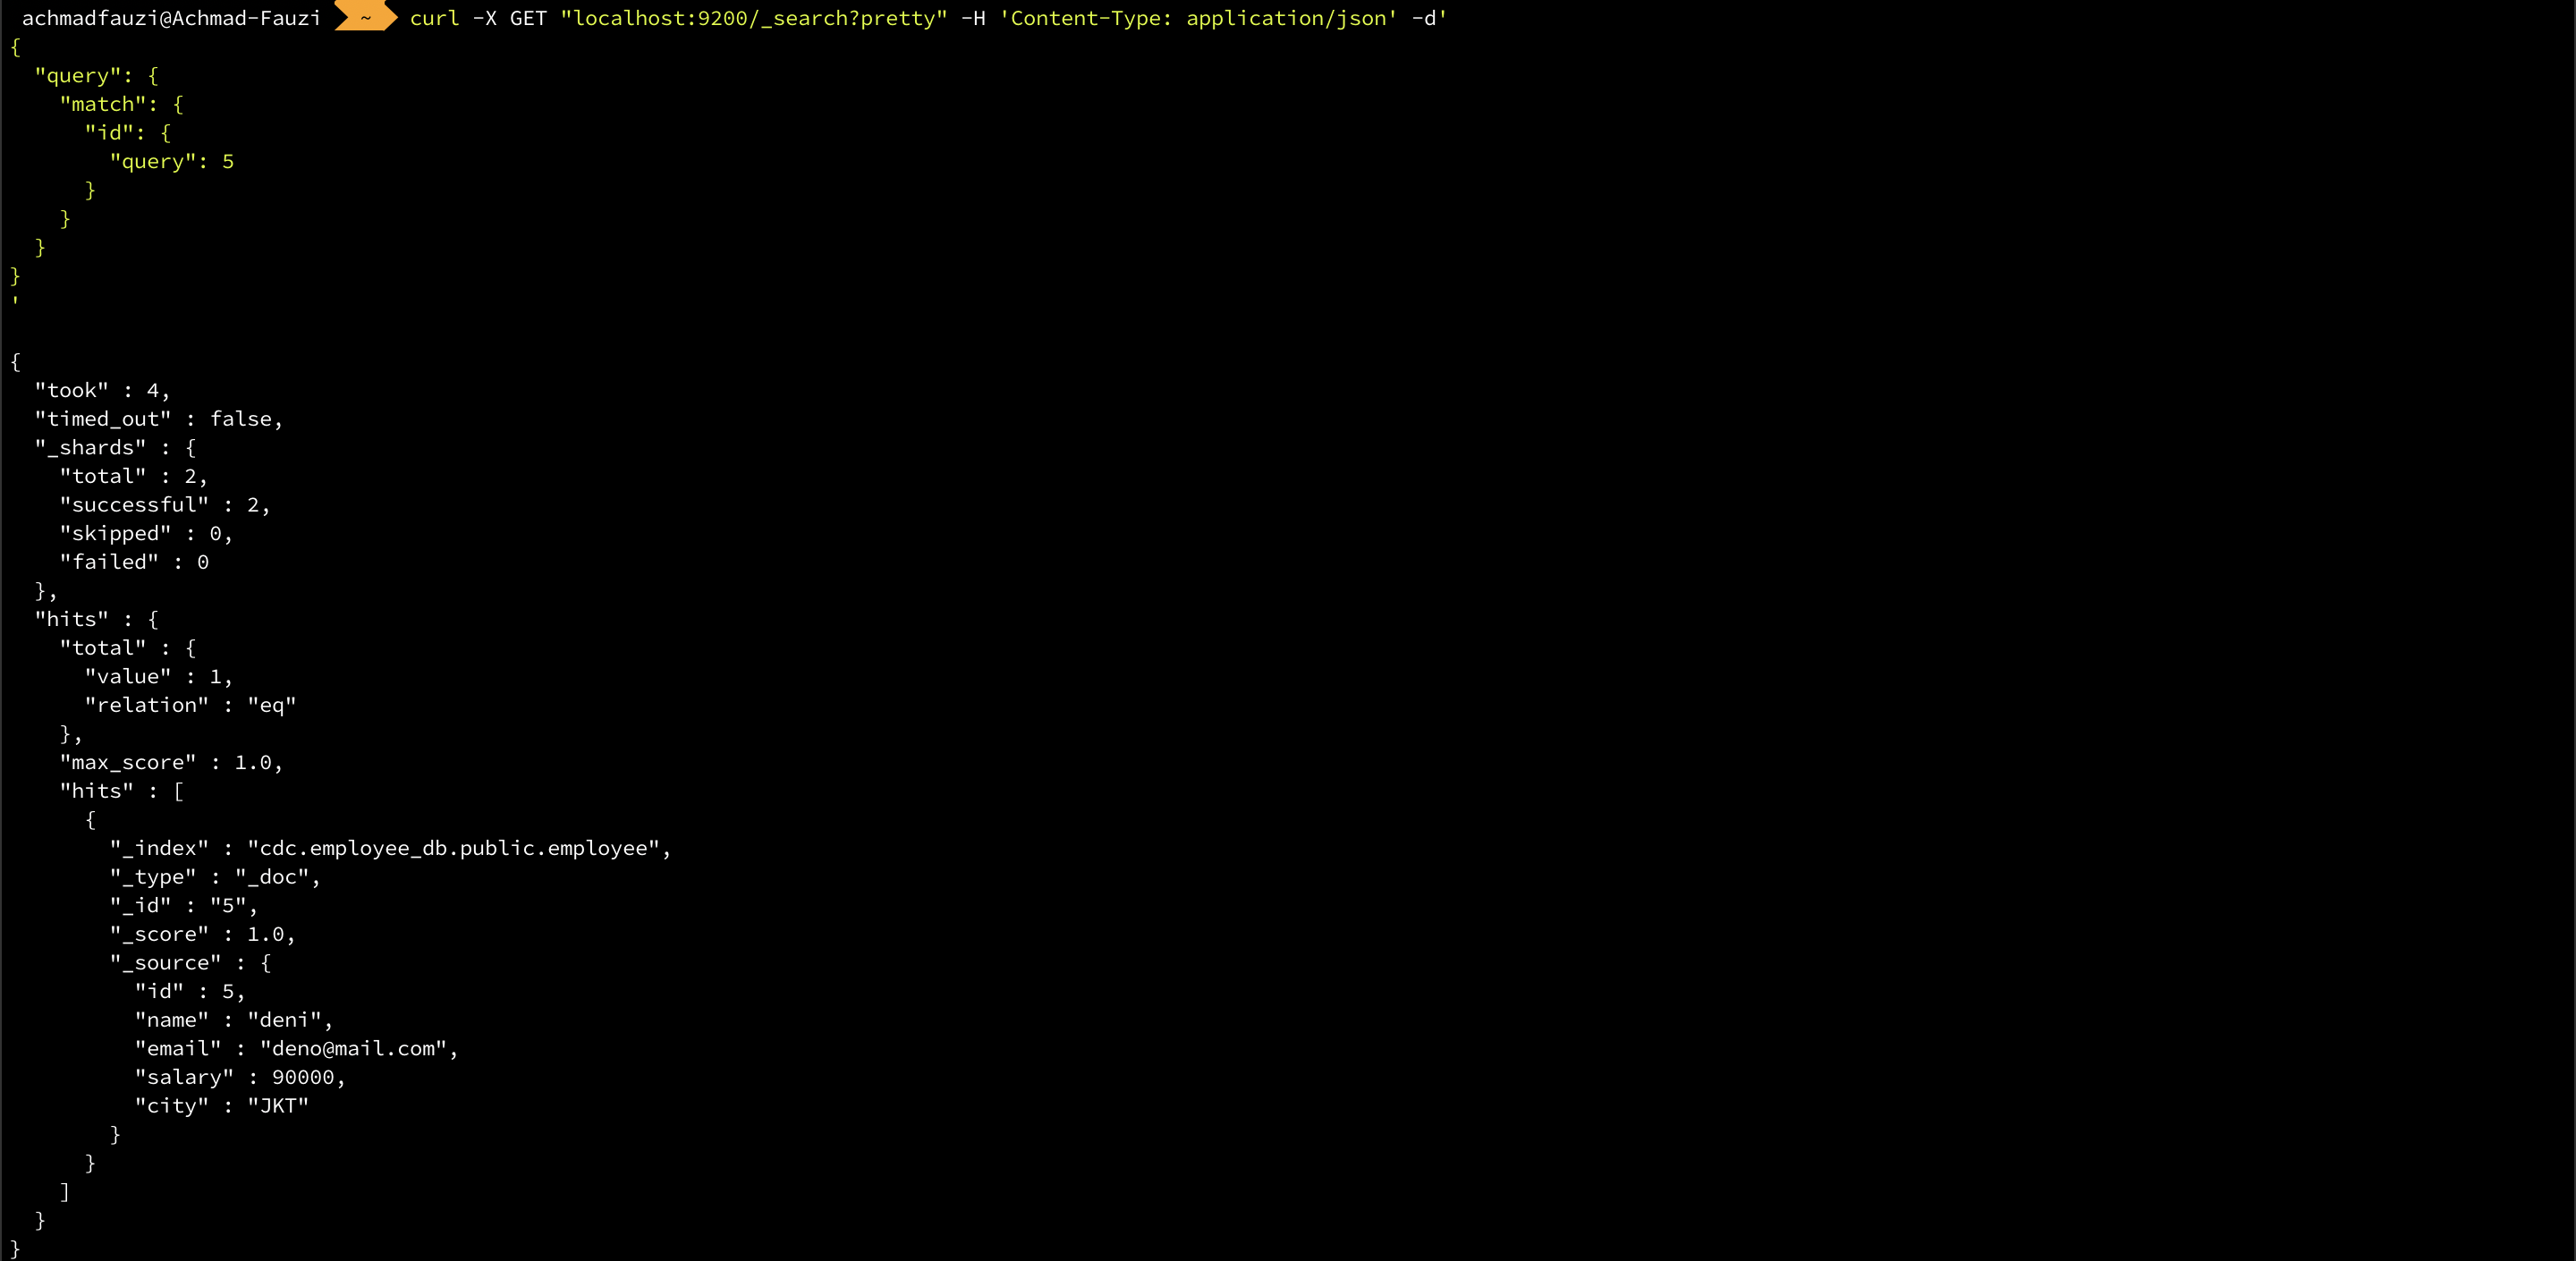 achmadfauzi@Achmad-Fauzi ~ curl -X GET "localhost:9200/_search?pretty" -H 'Content-Type: application/json' -d'
{
  "query": {
    "match": {
      "id": {
        "query": 5
      }
    }
  }
}
'

{
  "took" : 4,
  "timed_out" : false,
  "_shards" : {
    "total" : 2,
    "successful" : 2,
    "skipped" : 0,
    "failed" : 0
  },
  "hits" : {
    "total" : {
      "value" : 1,
      "relation" : "eq"
    },
    "max_score" : 1.0,
    "hits" : [
      {
        "_index" : "cdc.employee_db.public.employee",
        "_type" : "_doc",
        "_id" : "5",
        "_score" : 1.0,
        "_source" : {
          "id" : 5,
          "name" : "deni",
          "email" : "deno@mail.com",
          "salary" : 90000,
          "city" : "JKT"
        }
      }
    ]
  }
}